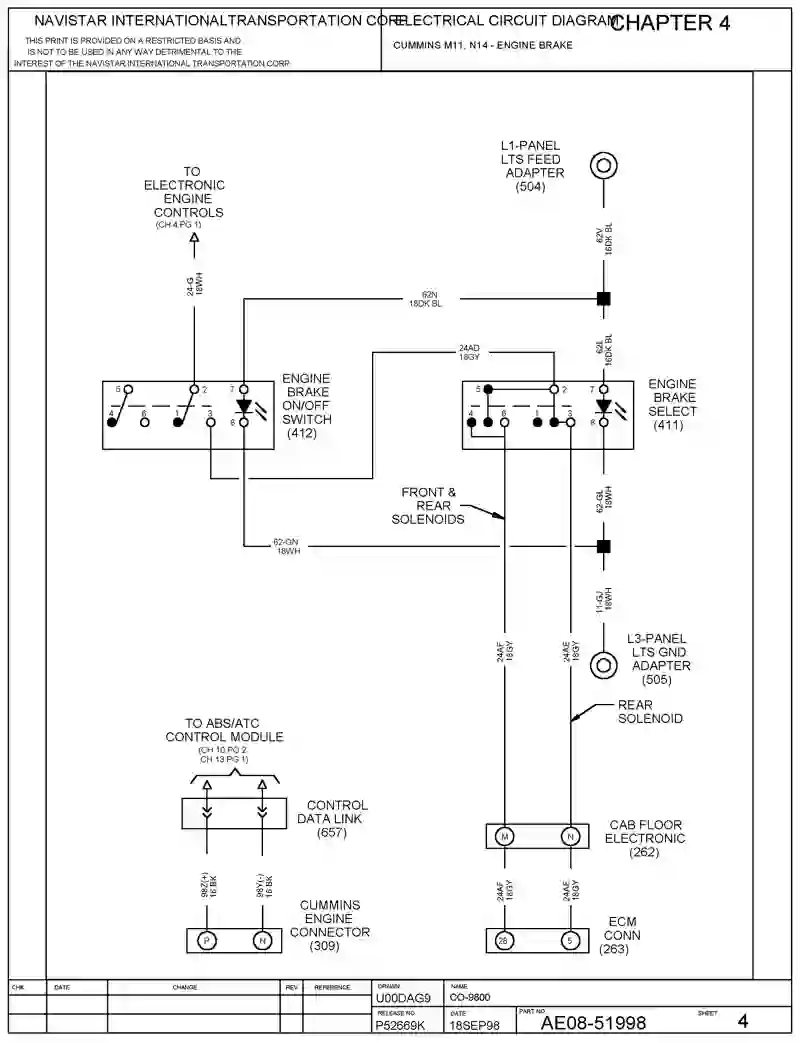 NAVISTAR INTERNATIONALTRANSPORTATION CORP
ELECTRICAL CIRCUIT DIAGRAM
CHAPTER 4
THIS PRINT IS PROVIDED ON A RESTRICTED BASIS AND
IS NOT TO BE USED IN ANY WAY DETRIMENTAL TO THE
INTEREST OF THE NAVISTAR INTERNATIONAL TRANSPORTATION CORP
CUMMINS M11, N14 - ENGINE BRAKE
L1-PANEL
LTS FEED
ADAPTER
(504)
TO
ELECTRONIC
ENGINE
CONTROLS
(CH 4,PG 1)
62V
16DK BL
24-G
18WH
62N
18DK BL
62L
16DK BL
24AD
18GY
ENGINE
BRAKE
ON/OFF
SWITCH
(412)
5
2
7
4
6
1
3
8
ENGINE
BRAKE
SELECT
(411)
5
2
7
4
6
1
3
8
FRONT &
REAR
SOLENOIDS
62-GL
18WH
62-GN
18WH
11-GJ
18WH
24AF
18GY
24AE
18GY
L3-PANEL
LTS GND
ADAPTER
(505)
REAR
SOLENOID
TO ABS/ATC
CONTROL MODULE
(CH 10,PG 2
CH 13 PG 1)
CONTROL
DATA LINK
(657)
CAB FLOOR
ELECTRONIC
(262)
M
N
98Z(+)
16 BK
98Y(-)
16 BK
24AF
18GY
24AE
18GY
CUMMINS
ENGINE
CONNECTOR
(309)
P
N
ECM
CONN
(263)
28
5
CHK
DATE
CHANGE
REV
REFERENCE
DRAWN
U00DAG9
NAME
CO-9800
RELEASE NO.
P52669K
DATE
18SEP98
PART NO.
AE08-51998
SHEET
4